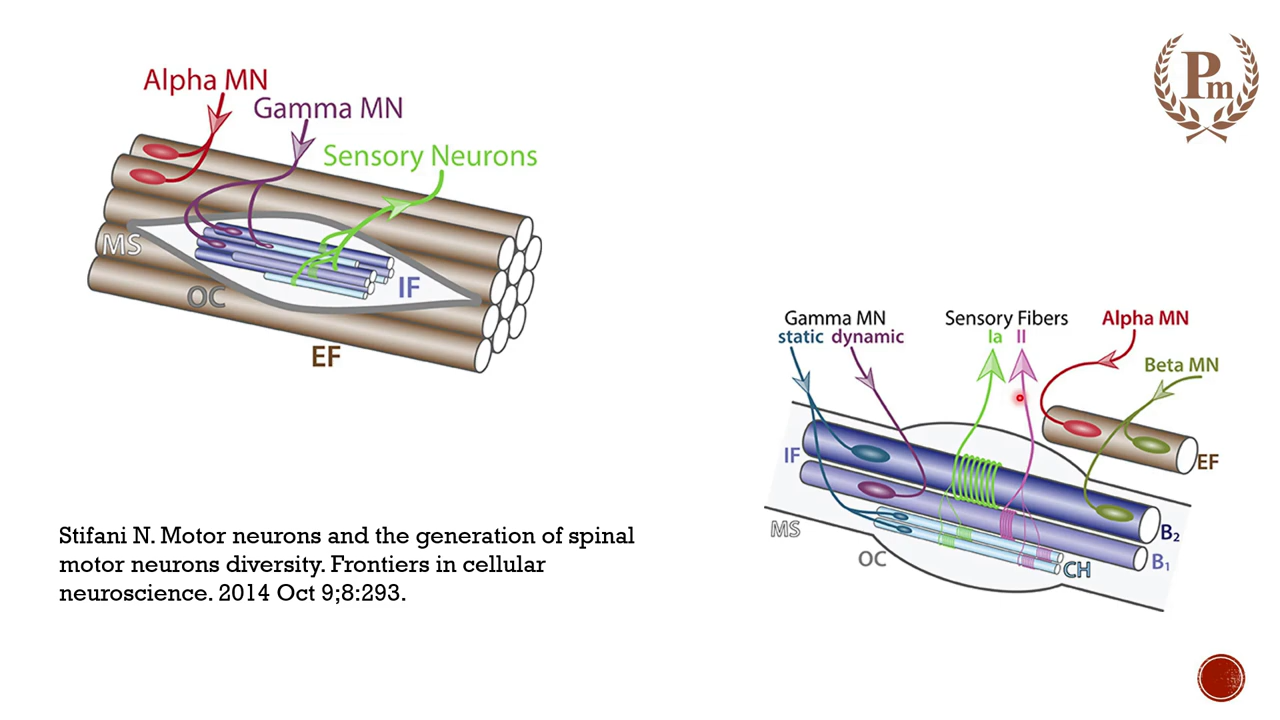 Pm
Alpha MN
Gamma MN
Sensory Neurons
MS
OC
IF
EF
Gamma MN
static dynamic
Sensory Fibers
Ia II
Alpha MN
Beta MN
IF
EF
MS
OC
B₂
B₁
CH
Stifani N. Motor neurons and the generation of spinal
motor neurons diversity. Frontiers in cellular
neuroscience. 2014 Oct 9;8:293.